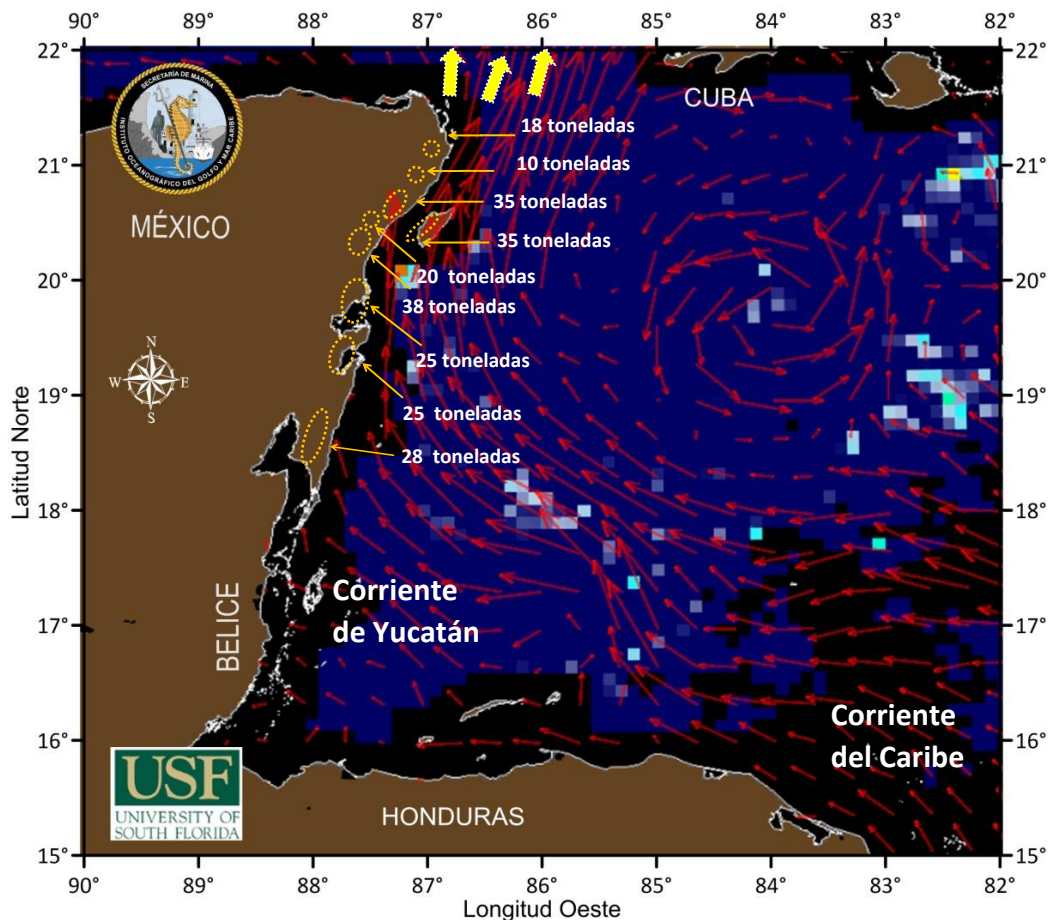 90° 89° 88° 87° 86° 85° 84° 83° 82°
22° 22°
SECRETARÍA DE MARINA
INSTITUTO OCEANOGRÁFICO DEL GOLFO Y MAR CARIBE
CUBA
18 toneladas
21° 21°
10 toneladas
35 toneladas
MÉXICO
35 toneladas
20 toneladas
20° 20°
38 toneladas
25 toneladas
N
W E
S
19° 19°
25 toneladas
28 toneladas
Latitud Norte
18° 18°
BELICE
Corriente
de Yucatán
17° 17°
Corriente
del Caribe
16° 16°
USF
UNIVERSITY OF
SOUTH FLORIDA
HONDURAS
15° 15°
90° 89° 88° 87° 86° 85° 84° 83° 82°
Longitud Oeste